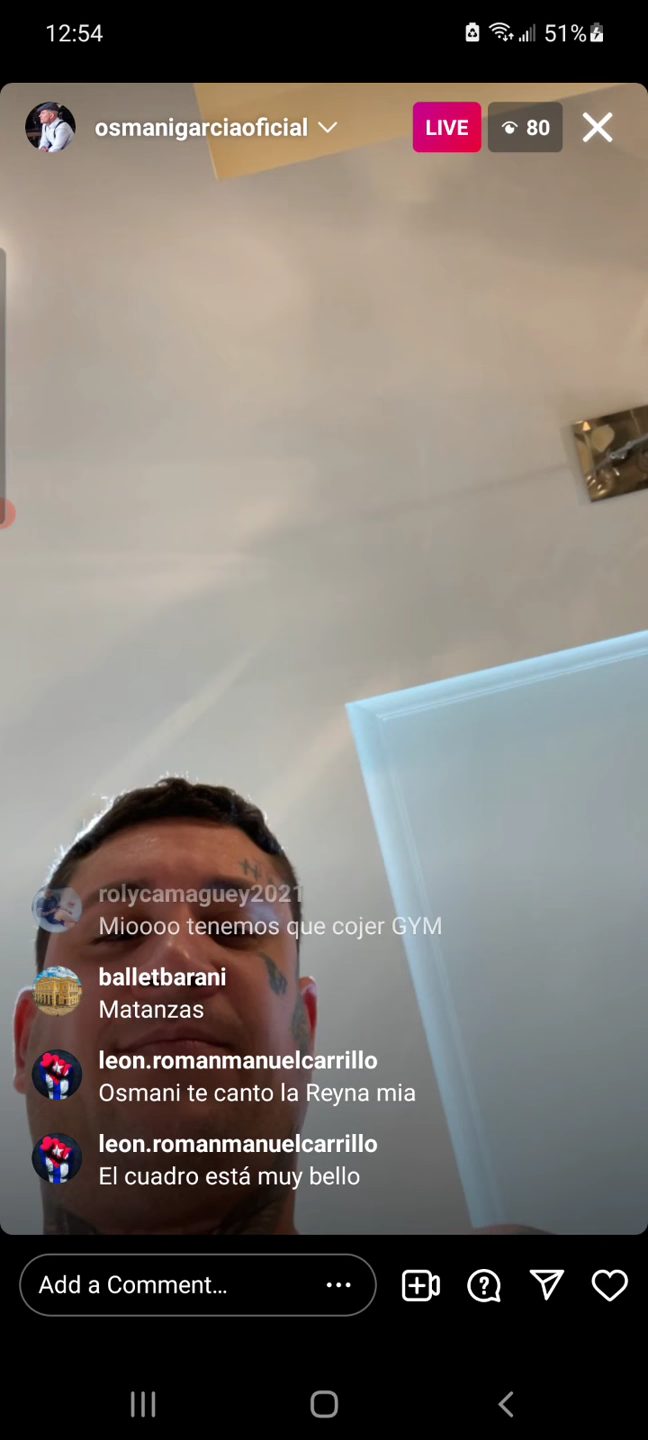 12:54
51%
osmanigarciaoficial
LIVE
80
rolycamaguey2021
Mioooo tenemos que cojer GYM
balletbarani
Matanzas
leon.romanmanuelcarrillo
Osmani te canto la Reyna mia
leon.romanmanuelcarrillo
El cuadro está muy bello
Add a Comment...